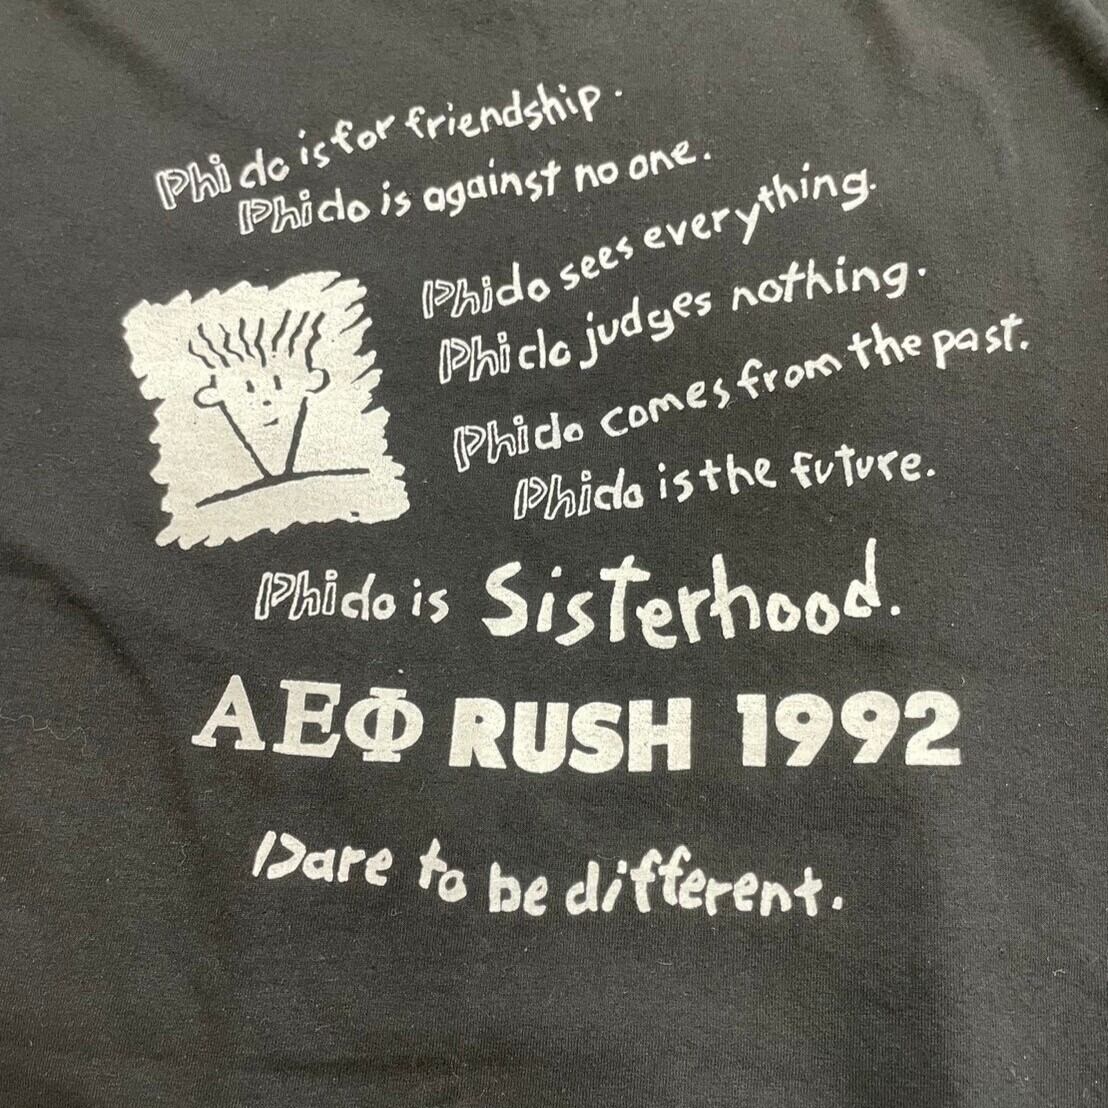 Phido is for friendship.
Phido is against no one.
Phido sees everything.
Phido judges nothing.
Phido comes from the past.
Phido is the future.
Phido is Sisterhood.
ΑΕΦ RUSH 1992
Dare to be different.